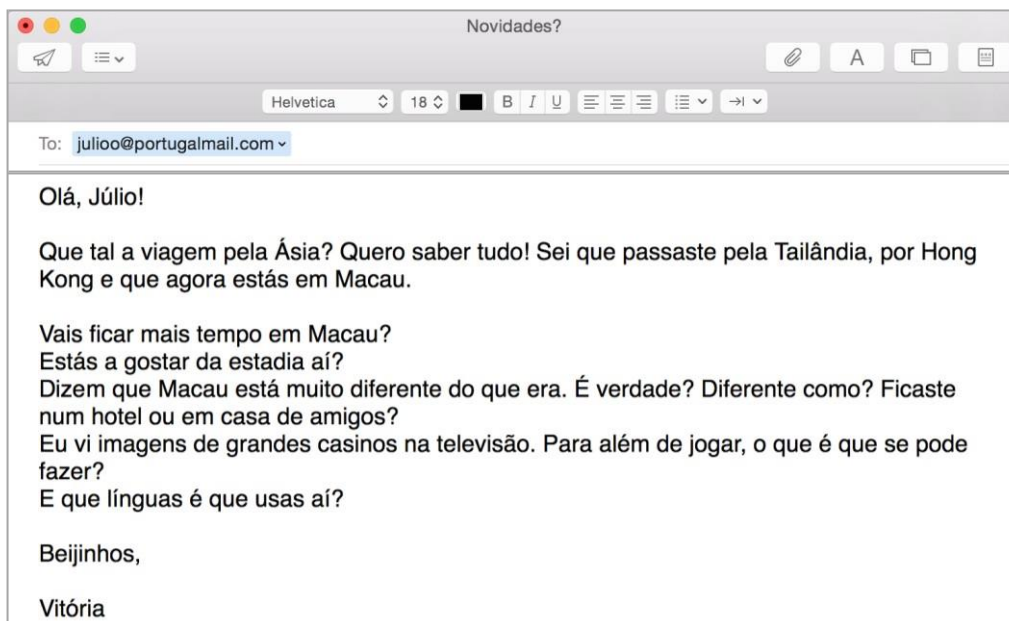 Novidades?
A
Helvetica 18 B I U
To: julioo@portugalmail.com
Olá, Júlio!
Que tal a viagem pela Ásia? Quero saber tudo! Sei que passaste pela Tailândia, por Hong
Kong e que agora estás em Macau.
Vais ficar mais tempo em Macau?
Estás a gostar da estadia aí?
Dizem que Macau está muito diferente do que era. É verdade? Diferente como? Ficaste
num hotel ou em casa de amigos?
Eu vi imagens de grandes casinos na televisão. Para além de jogar, o que é que se pode
fazer?
E que línguas é que usas aí?
Beijinhos,
Vitória